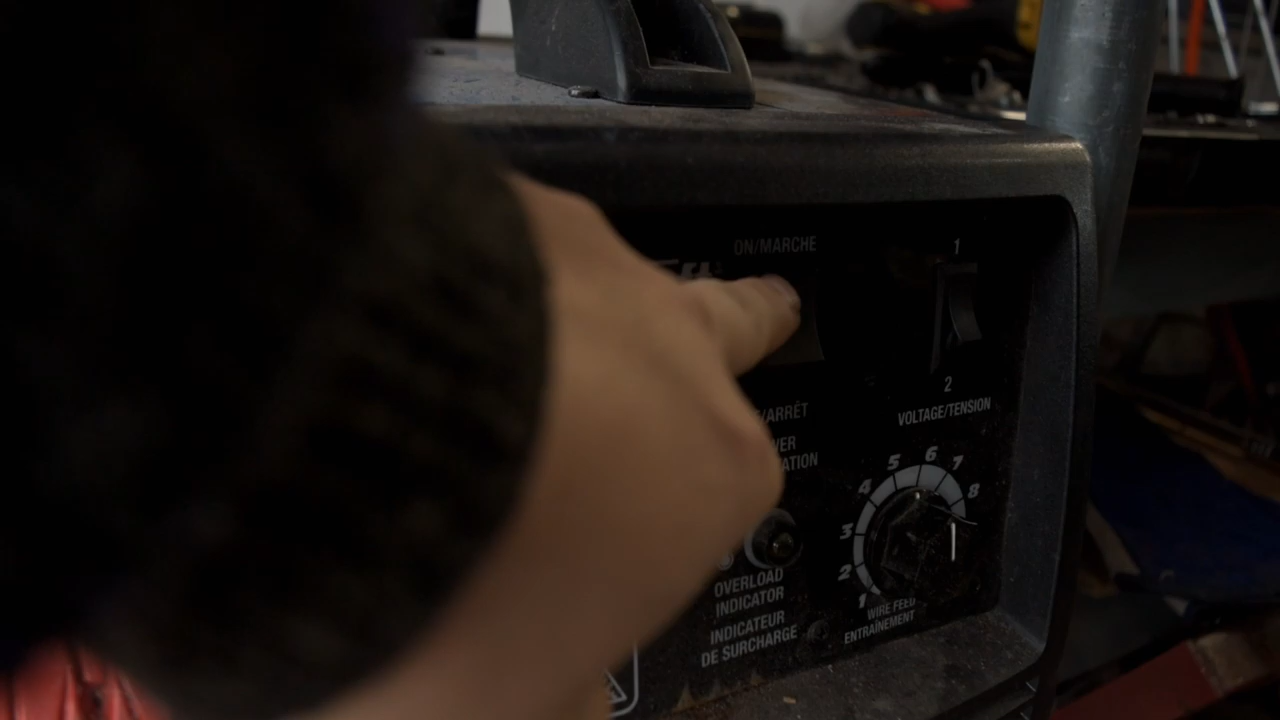 ON/MARCHE
1
2
/ARRÊT
VOLTAGE/TENSION
1 2 3 4 5 6 7 8
OVERLOAD
INDICATOR
INDICATEUR
DE SURCHARGE
WIRE FEED
ENTRAÎNEMENT